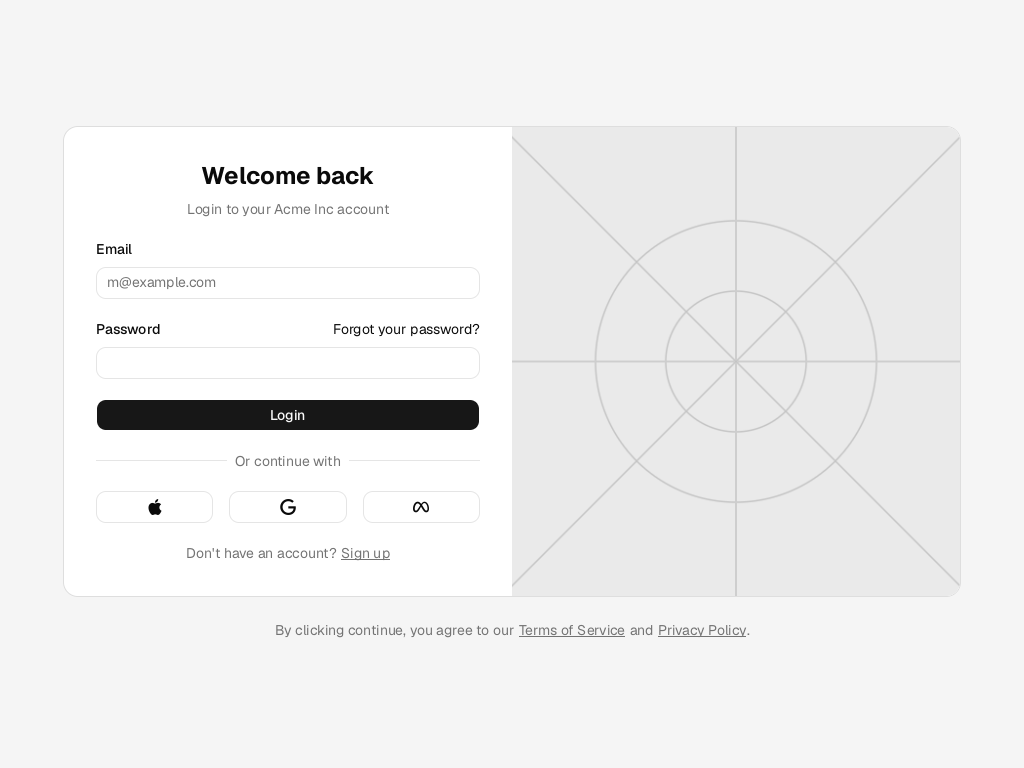 Welcome back
Login to your Acme Inc account
Email
m@example.com
Password
Forgot your password?
Login
Or continue with
Don't have an account? Sign up
By clicking continue, you agree to our Terms of Service and Privacy Policy.